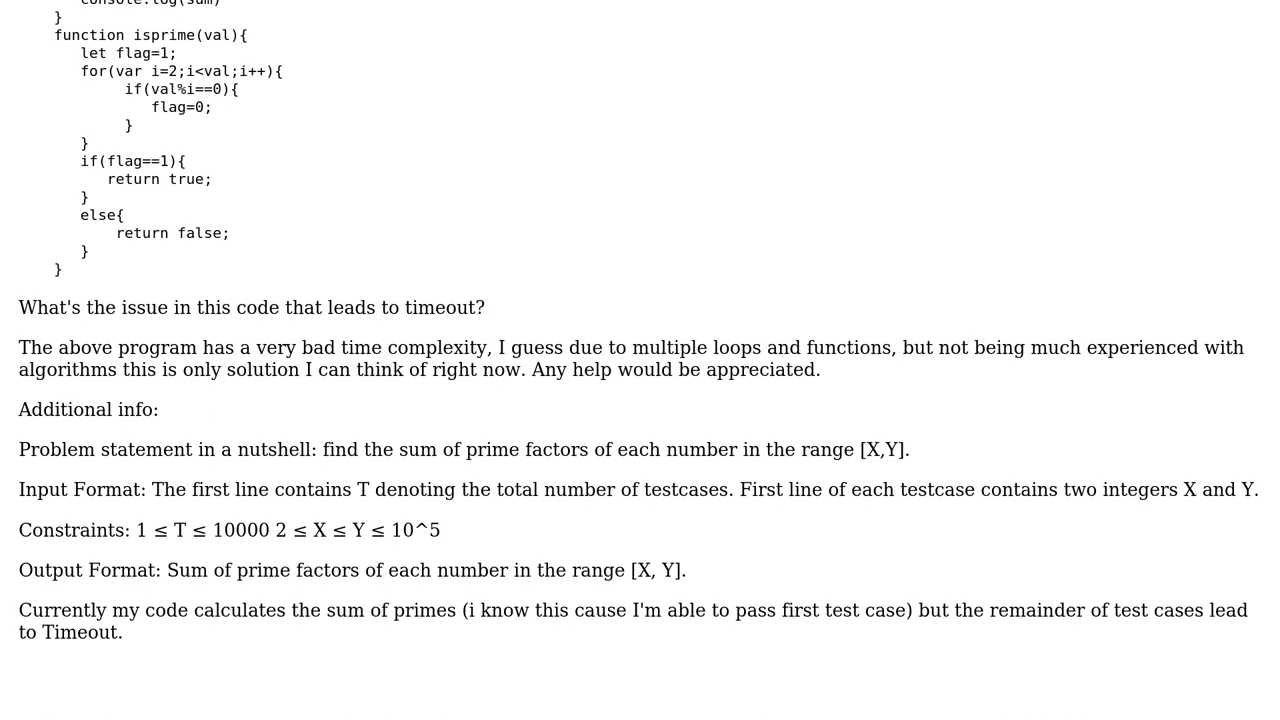 console.log(sum)
}
function isprime(val){
let flag=1;
for(var i=2;i<val;i++){
if(val%i==0){
flag=0;
}
}
if(flag==1){
return true;
}
else{
return false;
}
}
What's the issue in this code that leads to timeout?
The above program has a very bad time complexity, I guess due to multiple loops and functions, but not being much experienced with
algorithms this is only solution I can think of right now. Any help would be appreciated.
Additional info:
Problem statement in a nutshell: find the sum of prime factors of each number in the range [X,Y].
Input Format: The first line contains T denoting the total number of testcases. First line of each testcase contains two integers X and Y.
Constraints: 1 ≤ T ≤ 10000 2 ≤ X ≤ Y ≤ 10^5
Output Format: Sum of prime factors of each number in the range [X, Y].
Currently my code calculates the sum of primes (i know this cause I'm able to pass first test case) but the remainder of test cases lead
to Timeout.